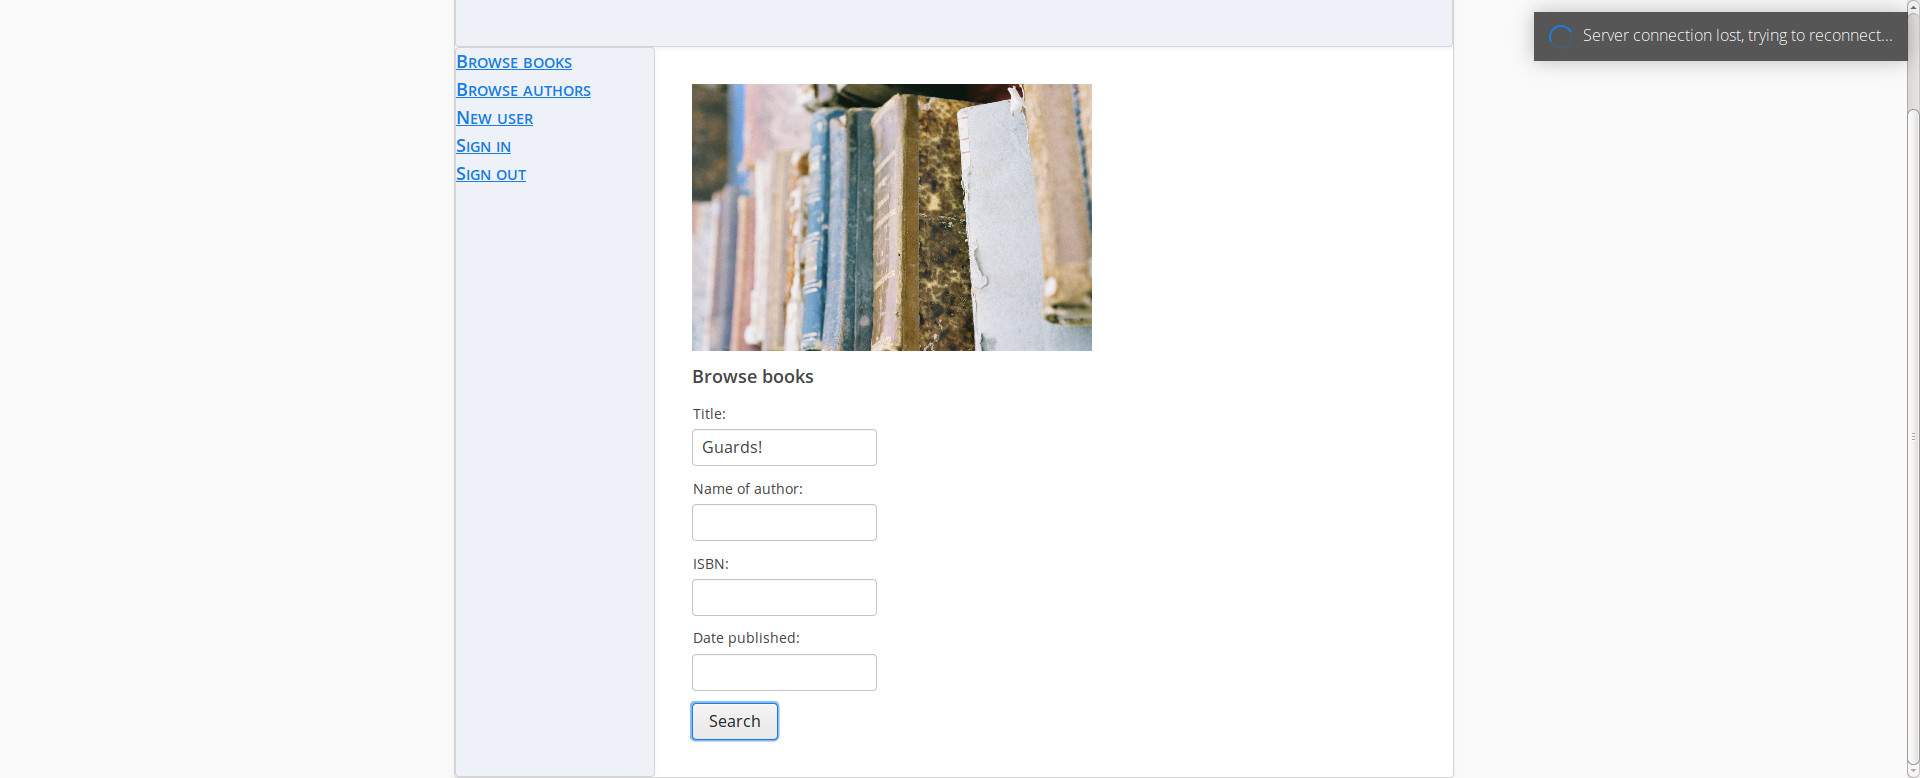 Server connection lost, trying to reconnect...
Browse books
Browse authors
New user
Sign in
Sign out
Browse books
Title:
Guards!
Name of author:
ISBN:
Date published:
Search